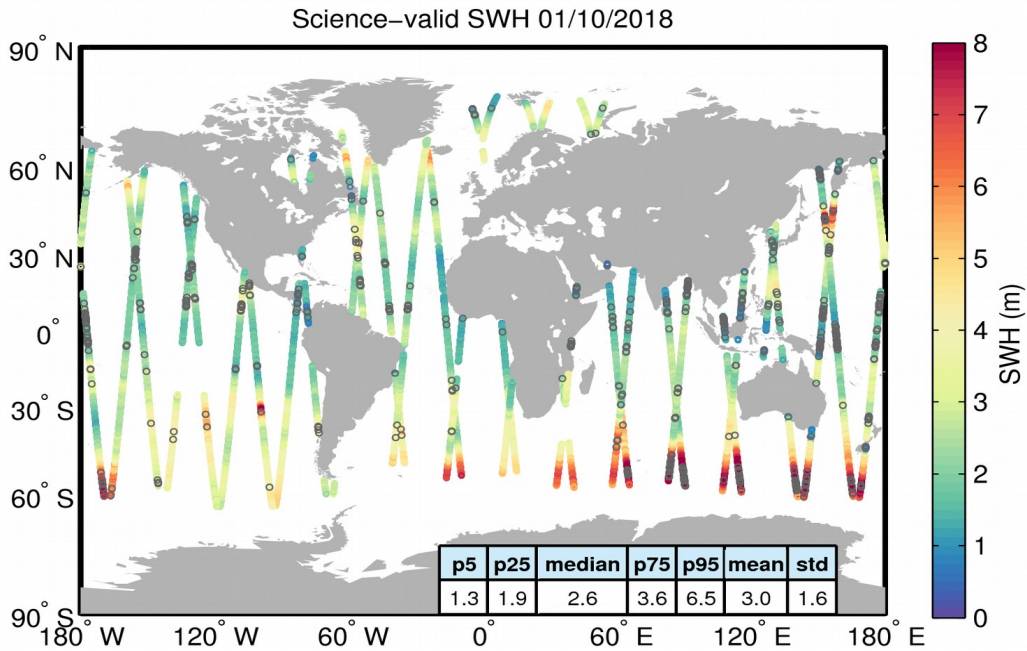 Science−valid SWH 01/10/2018
90° N
60° N
30° N
0°
30° S
60° S
90° S
180° W
120° W
60° W
0°
60° E
120° E
180° E
p5 p25 median p75 p95 mean std
1.3 1.9 2.6 3.6 6.5 3.0 1.6
8
7
6
5
4
3
2
1
0
SWH (m)